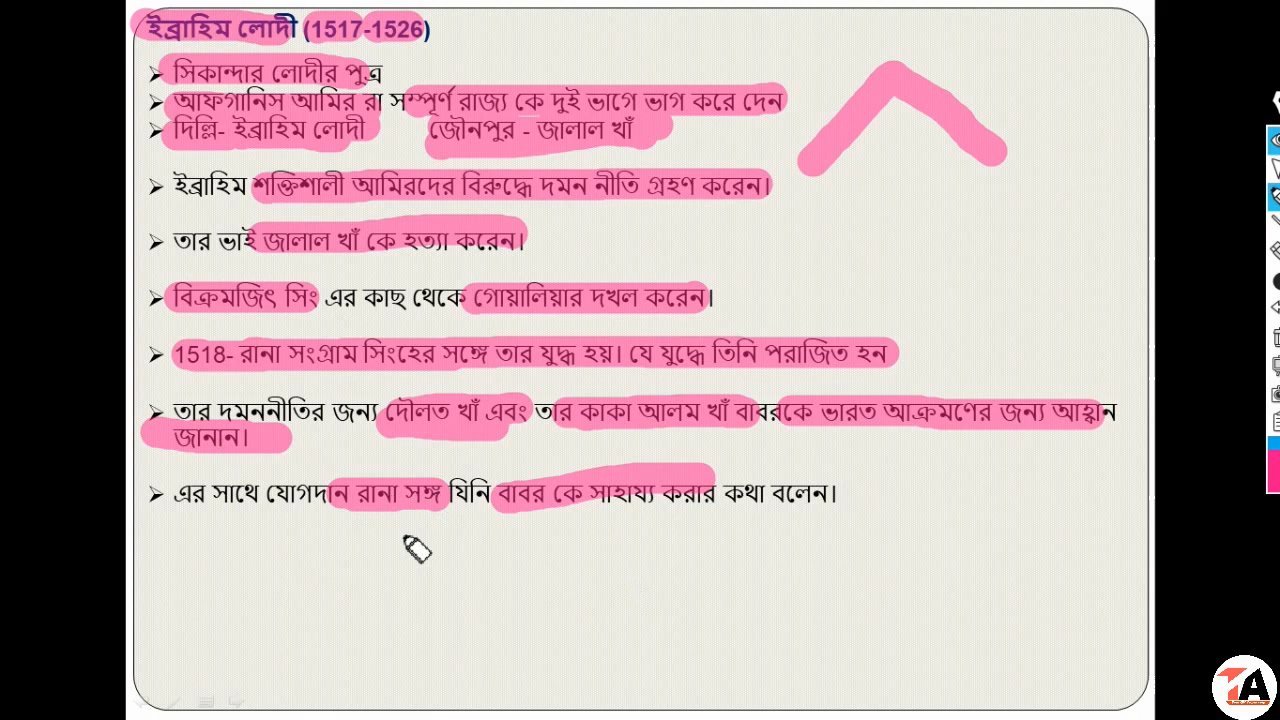 ইব্রাহিম লোদী (1517-1526)
➢ সিকান্দার লোদীর পুত্র
➢ আফগানিস আমির রা সম্পূর্ণ রাজ্য কে দুই ভাগে ভাগ করে দেন
➢ দিল্লি- ইব্রাহিম লোদী জৌনপুর - জালাল খাঁ
➢ ইব্রাহিম শক্তিশালী আমিরদের বিরুদ্ধে দমন নীতি গ্রহণ করেন।
➢ তার ভাই জালাল খাঁ কে হত্যা করেন।
➢ বিক্রমজিৎ সিং এর কাছ থেকে গোয়ালিয়ার দখল করেন।
➢ 1518- রানা সংগ্রাম সিংহের সঙ্গে তার যুদ্ধ হয়। যে যুদ্ধে তিনি পরাজিত হন
➢ তার দমননীতির জন্য দৌলত খাঁ এবং তার কাকা আলম খাঁ বাবরকে ভারত আক্রমণের জন্য আহ্বান
জানান।
➢ এর সাথে যোগদান রানা সঙ্গ যিনি বাবর কে সাহায্য করার কথা বলেন।
TA